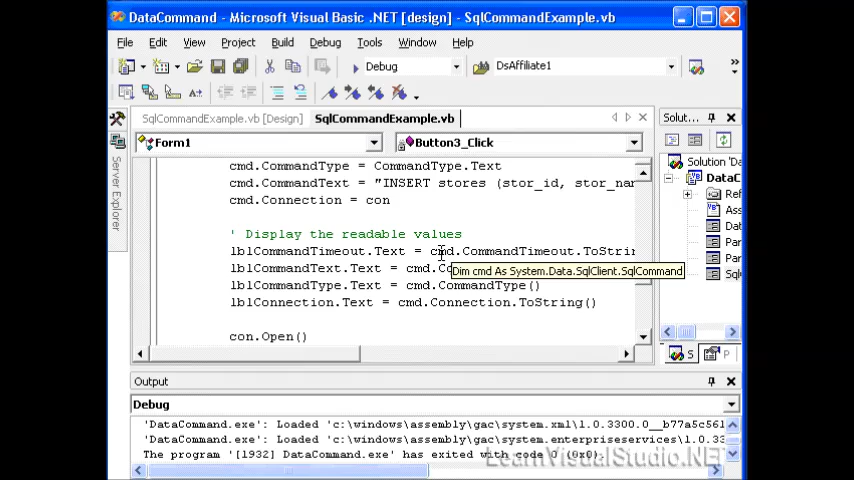 DataCommand - Microsoft Visual Basic .NET [design] - SqlCommandExample.vb
File Edit View Project Build Debug Tools Window Help
Debug DsAffiliate1
SqlCommandExample.vb [Design] SqlCommandExample.vb
Form1 Button3_Click
cmd.CommandType = CommandType.Text
cmd.CommandText = "INSERT stores (stor_id, stor_nam
cmd.Connection = con
' Display the readable values
lblCommandTimeout.Text = cmd.CommandTimeout.ToStrin
lblCommandText.Text = cmd.Co
Dim cmd As System.Data.SqlClient.SqlCommand
lblCommandType.Text = cmd.CommandType()
lblConnection.Text = cmd.Connection.ToString()
con.Open()
Server Explorer
Solut...
Solution 'Da
DataC
Ref
Ass
Dat
Par
Par
Sql
S P
Output
Debug
'DataCommand.exe': Loaded 'c:\windows\assembly\gac\system.xml\1.0.3300.0__b77a5c561
'DataCommand.exe': Loaded 'c:\windows\assembly\gac\system.enterpriseservices\1.0.33
The program '[1932] DataCommand.exe' has exited with code 0 (0x0).
LearnVisualStudio.NET